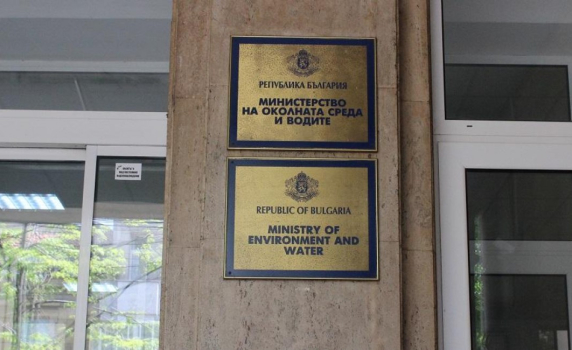 РЕПУБЛИКА БЪЛГАРИЯ
МИНИСТЕРСТВО
НА ОКОЛНАТА СРЕДА
И ВОДИТЕ
REPUBLIC OF BULGARIA
MINISTRY OF
ENVIRONMENT AND
WATER